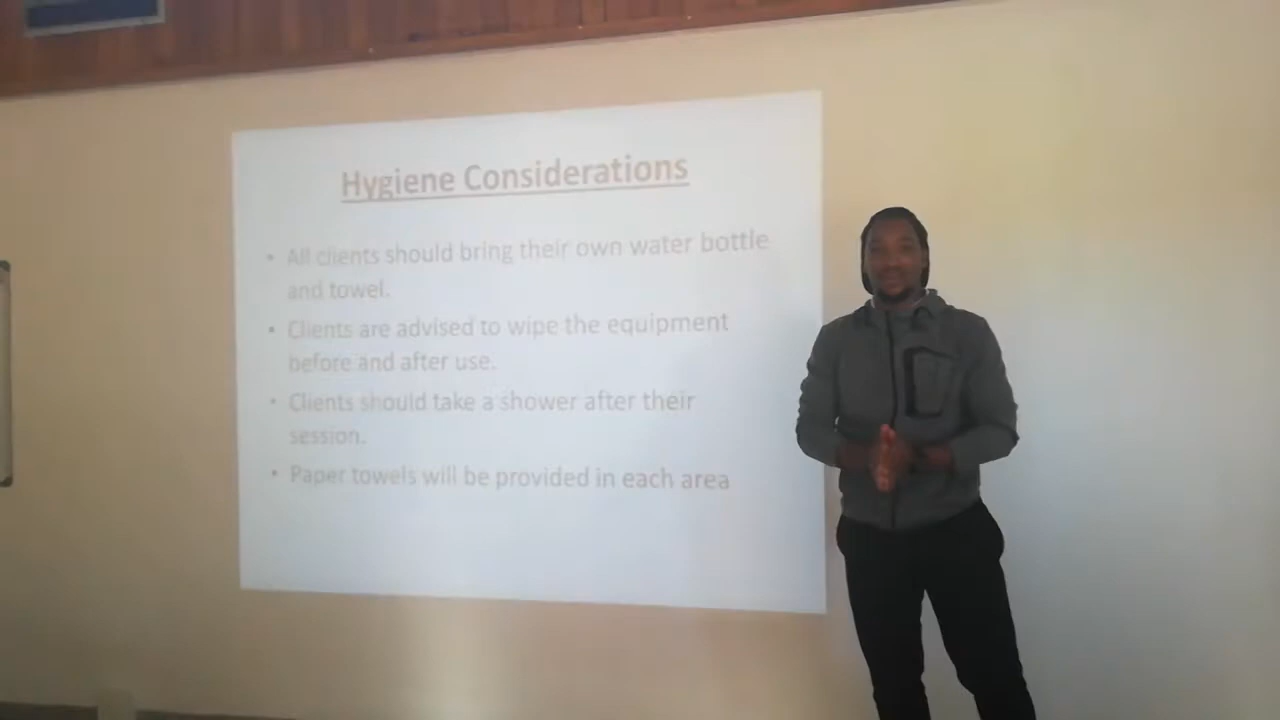 Hygiene Considerations
• All clients should bring their own water bottle
and towel.
• Clients are advised to wipe the equipment
before and after use.
• Clients should take a shower after their
session.
• Paper towels will be provided in each area